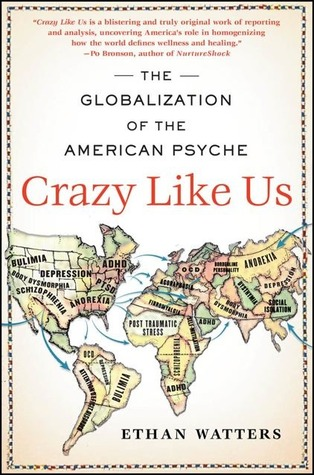 “Crazy Like Us is a blistering and truly original work of reporting
and analysis, uncovering America’s role in homogenizing
how the world defines wellness and healing.”
—Po Bronson, author of NurtureShock
— THE —
GLOBALIZATION
OF THE
AMERICAN PSYCHE
Crazy Like Us
BULIMIA
BODY DYSMORPHIA
DEPRESSION
SCHIZOPHRENIA
ADHD
PTSD
ANOREXIA
OCD
DEPRESSION
BULIMIA
AGORAPHOBIA
OCD
BORDERLINE
PERSONALITY
ANOREXIA
DEPRESSION
FIBROMYALGIA
POST TRAUMATIC
STRESS
SCHIZOPHRENIA
ADHD
BODY
DYSMORPHIA
DYSTHYMIA
SOCIAL
ISOLATION
ETHAN WATTERS